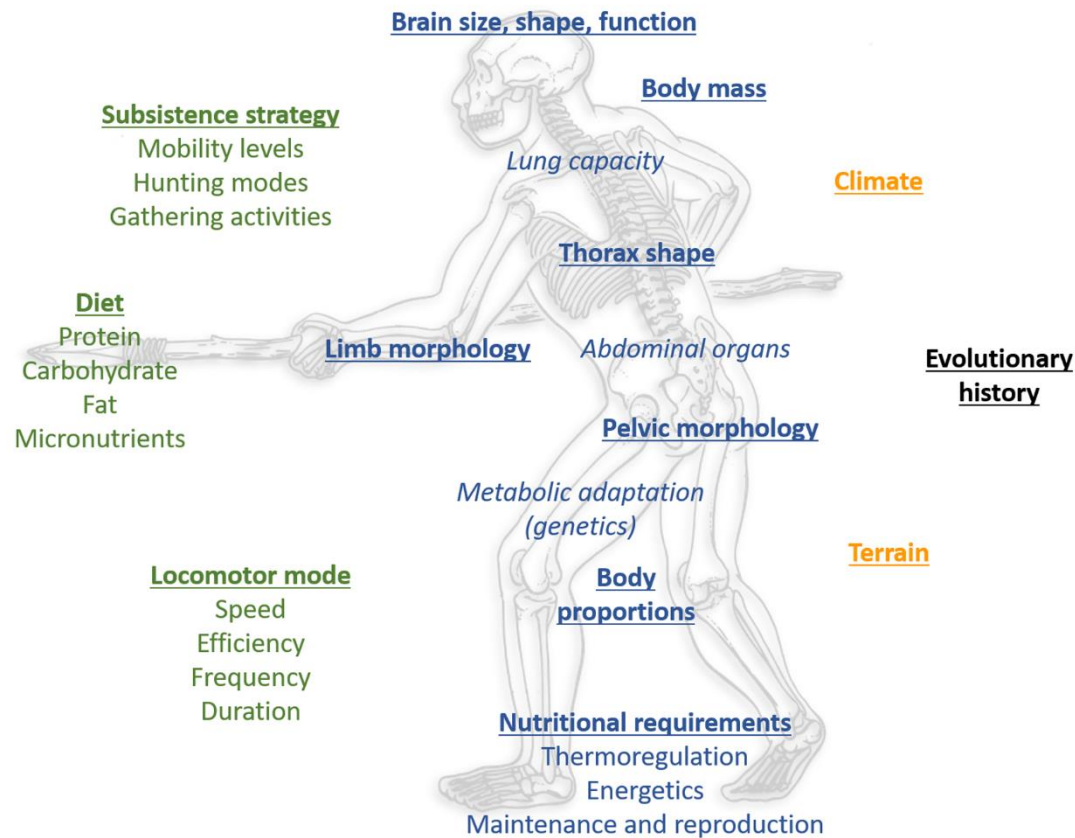 Brain size, shape, function
Body mass
Subsistence strategy
Mobility levels
Hunting modes
Gathering activities
Lung capacity
Climate
Thorax shape
Diet
Protein
Carbohydrate
Fat
Micronutrients
Limb morphology
Abdominal organs
Evolutionary
history
Pelvic morphology
Metabolic adaptation
(genetics)
Terrain
Locomotor mode
Speed
Efficiency
Frequency
Duration
Body
proportions
Nutritional requirements
Thermoregulation
Energetics
Maintenance and reproduction